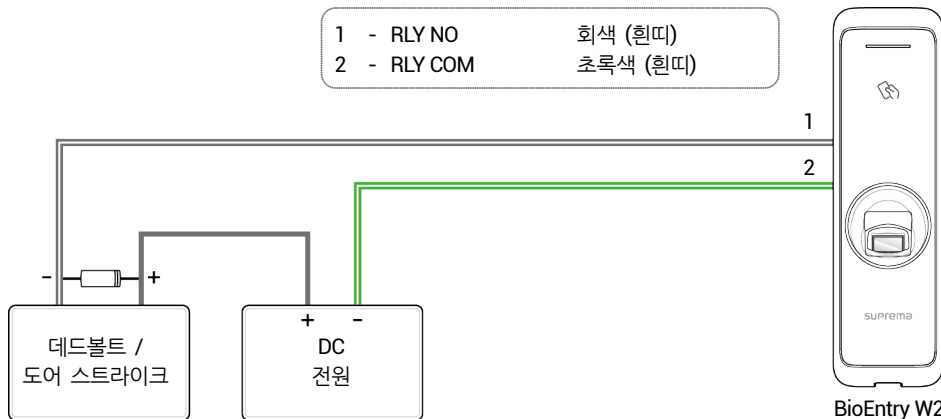 1 - RLY NO 회색 (흰띠)
2 - RLY COM 초록색 (흰띠)
1
2
- +
+ -
데드볼트 /
도어 스트라이크
DC
전원
suprema
BioEntry W2